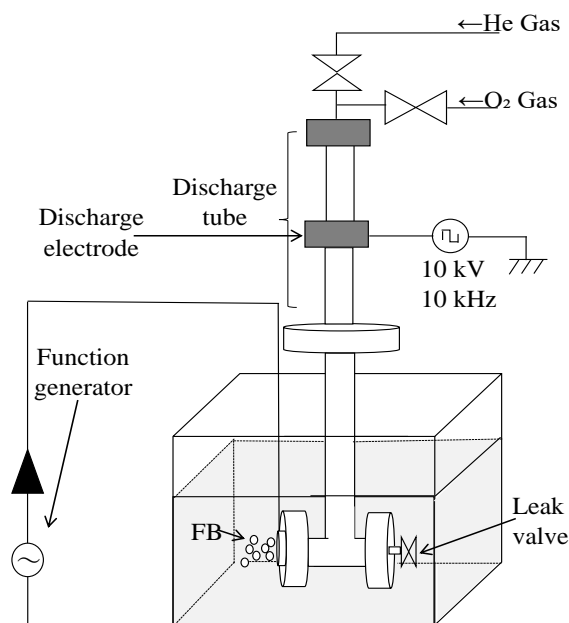 ←He Gas
←O₂ Gas
Discharge
tube
Discharge
electrode
10 kV
10 kHz
Function
generator
FB
Leak
valve